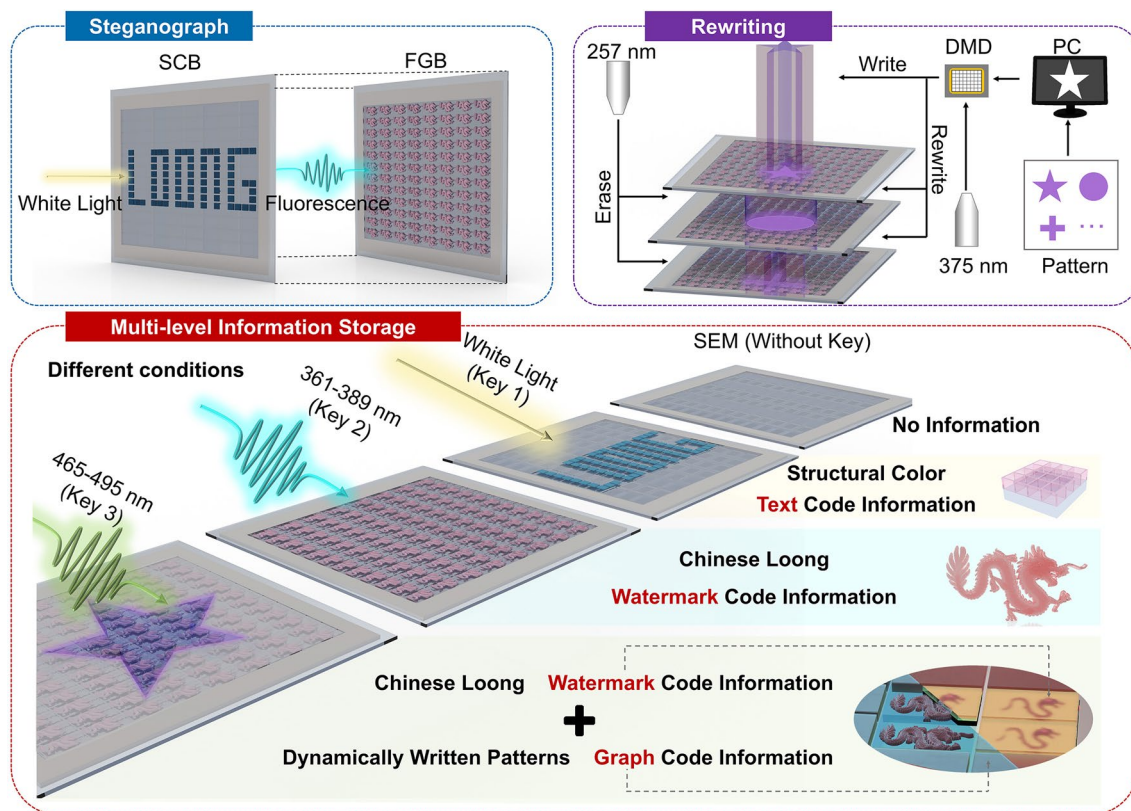 Steganograph
SCB
FGB
LOONG
White Light
Fluorescence
Rewriting
257 nm
Write
DMD
PC
Erase
Rewrite
375 nm
Pattern
Multi-level Information Storage
Different conditions
SEM (Without Key)
White Light
(Key 1)
361-389 nm
(Key 2)
465-495 nm
(Key 3)
LOONG
No Information
Structural Color
Text Code Information
Chinese Loong
Watermark Code Information
Chinese Loong Watermark Code Information
+
Dynamically Written Patterns Graph Code Information